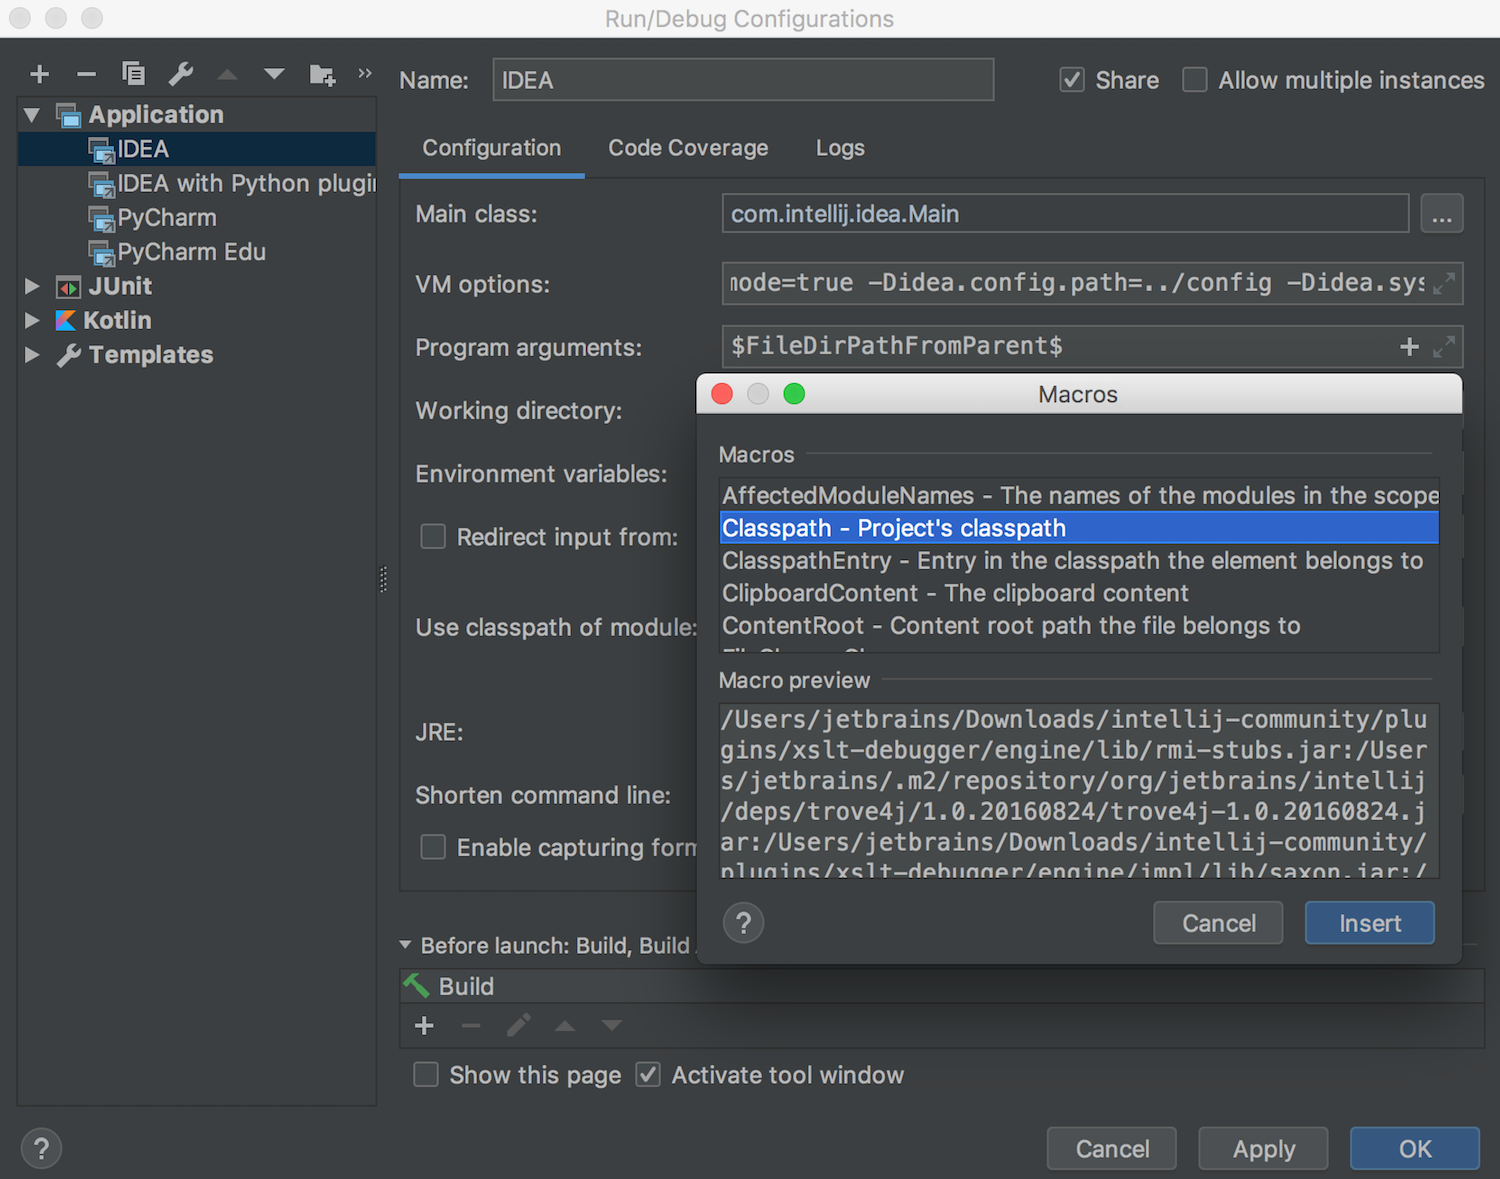 Run/Debug Configurations
Name: IDEA
Share
Allow multiple instances
Application
IDEA
IDEA with Python plugi
PyCharm
PyCharm Edu
JUnit
Kotlin
Templates
Configuration Code Coverage Logs
Main class: com.intellij.idea.Main ...
VM options: mode=true -Didea.config.path=../config -Didea.sys
Program arguments: $FileDirPathFromParent$
Working directory:
Environment variables:
Redirect input from:
Use classpath of module:
JRE:
Shorten command line:
Enable capturing form
Macros
Macros
AffectedModuleNames - The names of the modules in the scope
Classpath - Project's classpath
ClasspathEntry - Entry in the classpath the element belongs to
ClipboardContent - The clipboard content
ContentRoot - Content root path the file belongs to
Macro preview
/Users/jetbrains/Downloads/intellij-community/plu
gins/xslt-debugger/engine/lib/rmi-stubs.jar:/User
s/jetbrains/.m2/repository/org/jetbrains/intellij
/deps/trove4j/1.0.20160824/trove4j-1.0.20160824.j
ar:/Users/jetbrains/Downloads/intellij-community/
plugins/xslt-debugger/engine/impl/lib/saxon.jar:/
? Cancel Insert
Before launch: Build, Build
Build
Show this page
Activate tool window
? Cancel Apply OK